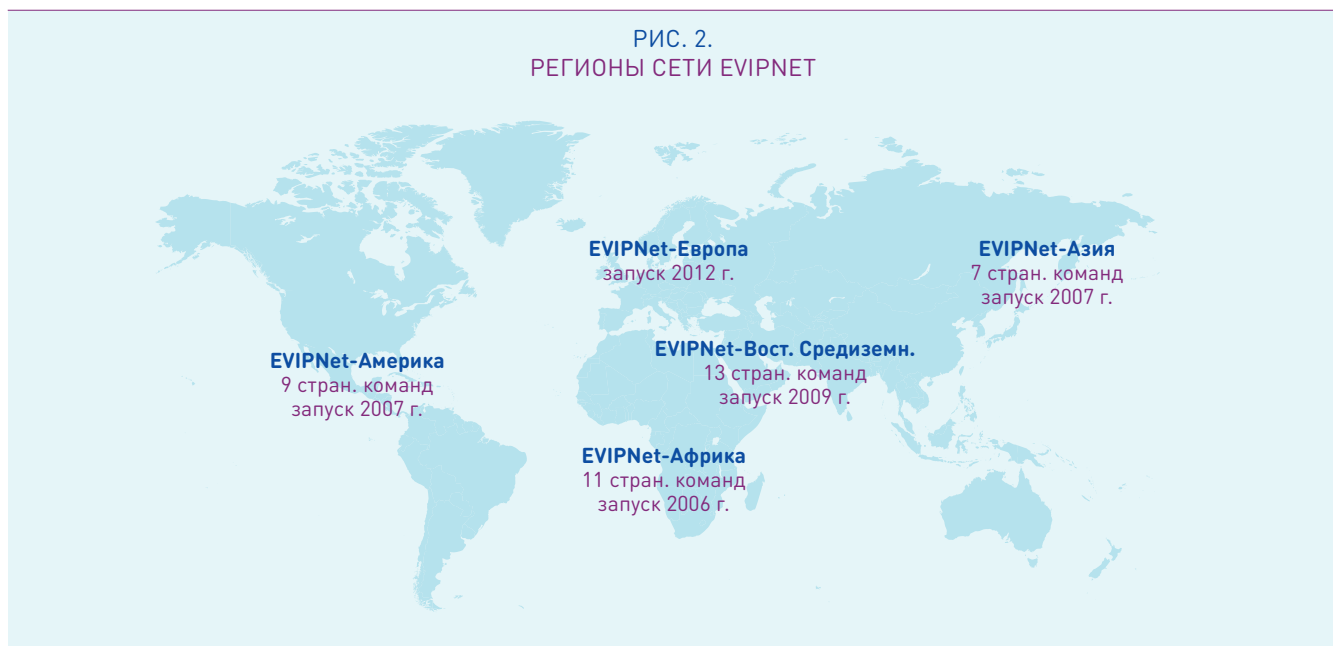 РИС. 2.
РЕГИОНЫ СЕТИ EVIPNET
EVIPNet-Европа
запуск 2012 г.
EVIPNet-Азия
7 стран. команд
запуск 2007 г.
EVIPNet-Вост. Средиземн.
13 стран. команд
запуск 2009 г.
EVIPNet-Америка
9 стран. команд
запуск 2007 г.
EVIPNet-Африка
11 стран. команд
запуск 2006 г.